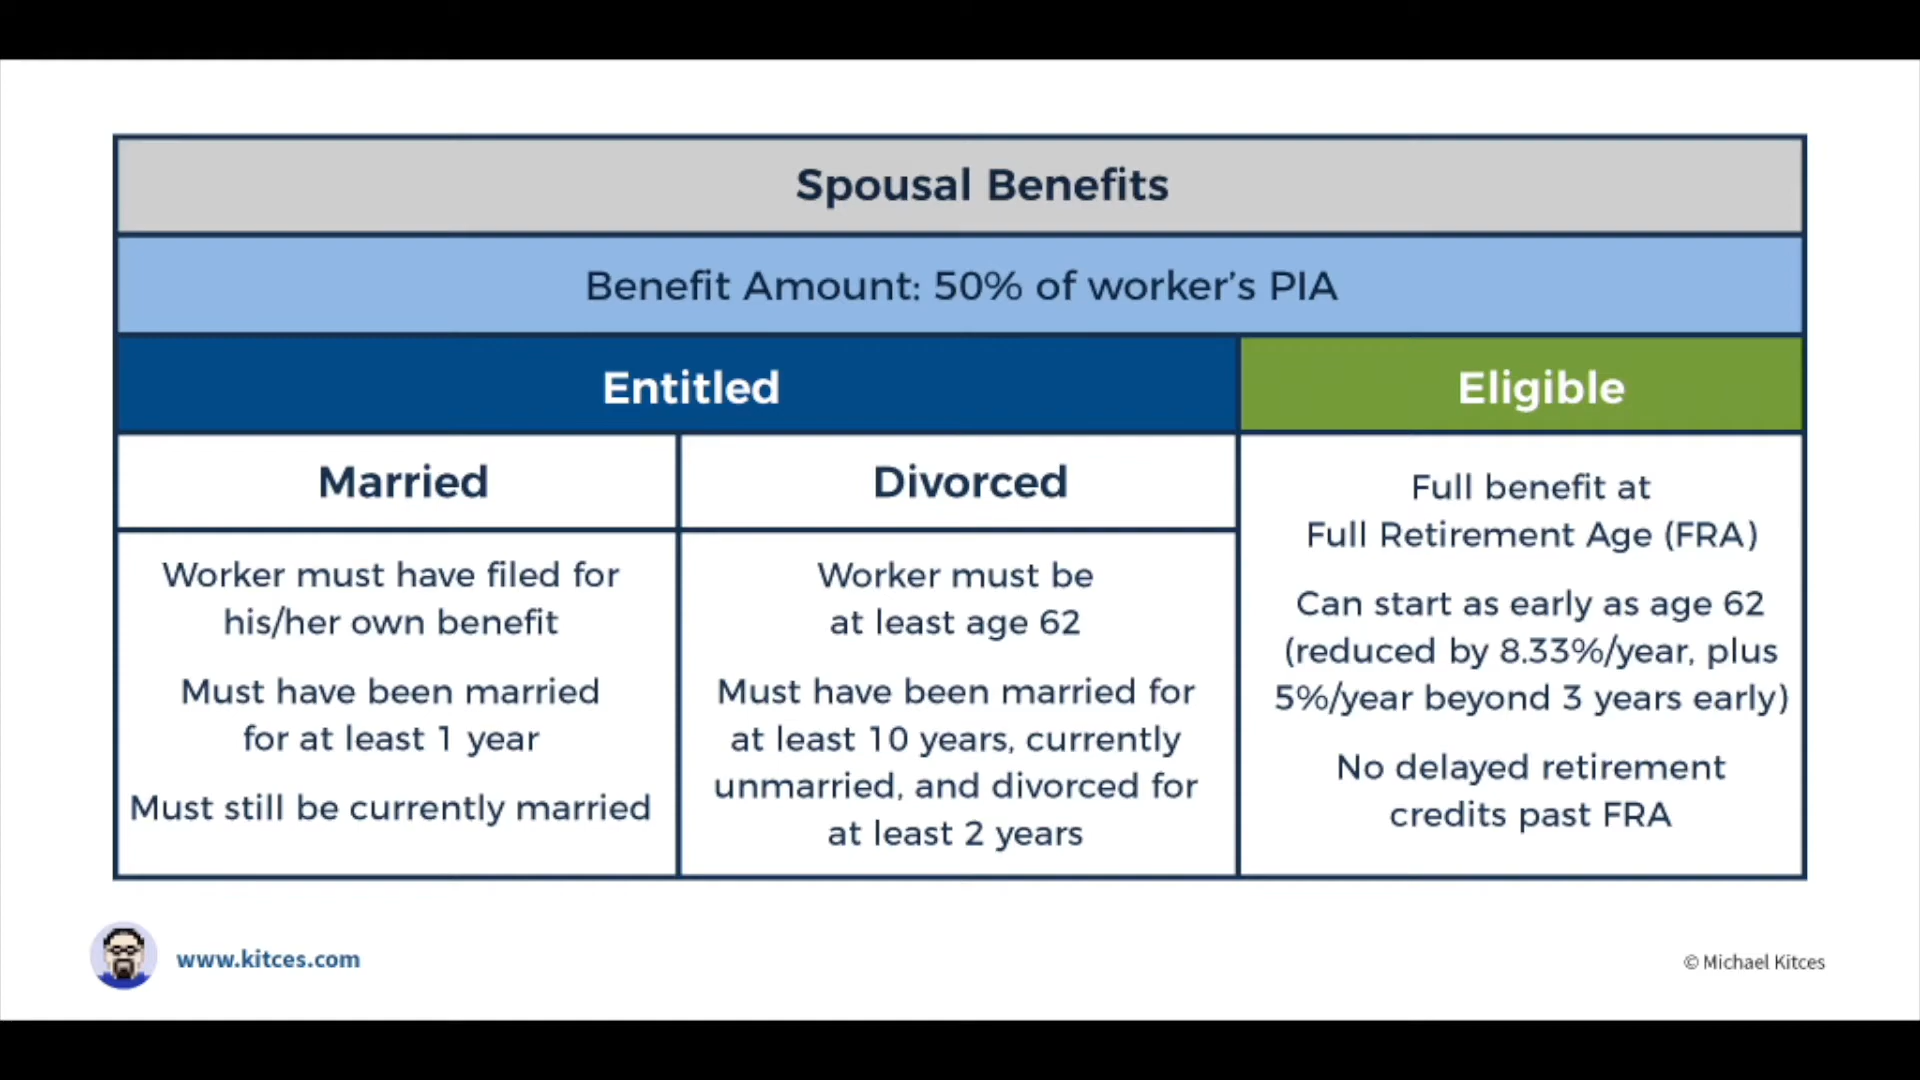 Spousal Benefits
Benefit Amount: 50% of worker's PIA
Entitled
Eligible
Married
Divorced
Worker must have filed for
his/her own benefit
Must have been married
for at least 1 year
Must still be currently married
Worker must be
at least age 62
Must have been married for
at least 10 years, currently
unmarried, and divorced for
at least 2 years
Full benefit at
Full Retirement Age (FRA)
Can start as early as age 62
(reduced by 8.33%/year, plus
5%/year beyond 3 years early)
No delayed retirement
credits past FRA
www.kitces.com
© Michael Kitces